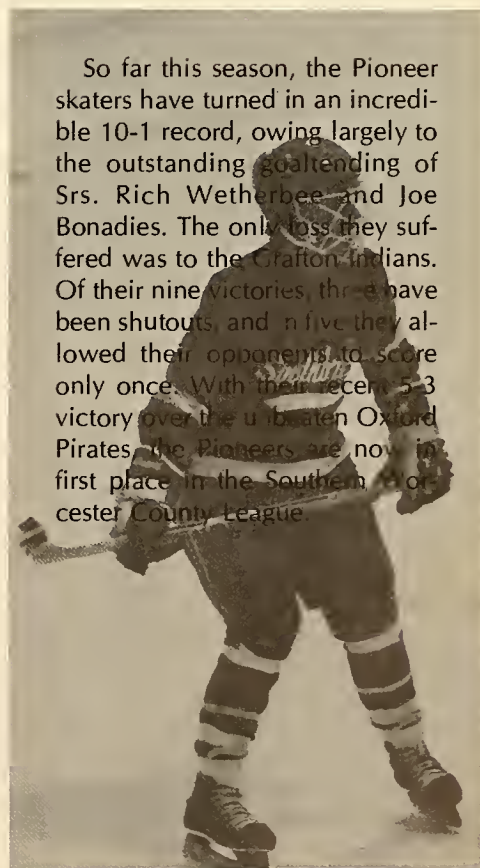 So far this season, the Pioneer
skaters have turned in an incredi-
ble 10-1 record, owing largely to
the outstanding goaltending of
Srs. Rich Wetherbee and Joe
Bonadies. The only loss they suf-
fered was to the Grafton Indians.
Of their nine victories, three have
been shutouts, and in five they al-
lowed their opponents to score
only once. With their recent 5-3
victory over the unbeaten Oxford
Pirates, the Pioneers are now in
first place in the Southern Wor-
cester County League.